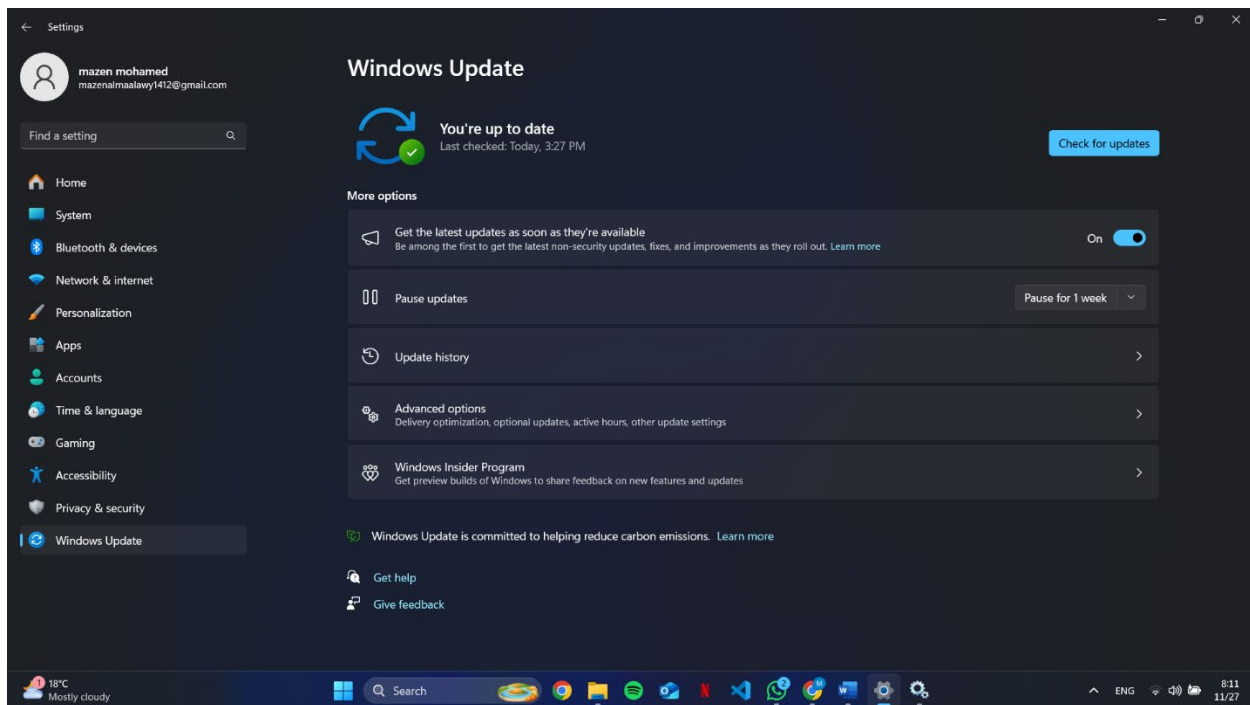 Settings
mazen mohamed
mazenalmaalawy1412@gmail.com
Find a setting
Home
System
Bluetooth & devices
Network & internet
Personalization
Apps
Accounts
Time & language
Gaming
Accessibility
Privacy & security
Windows Update
Windows Update
You're up to date
Last checked: Today, 3:27 PM
Check for updates
More options
Get the latest updates as soon as they're available
Be among the first to get the latest non-security updates, fixes, and improvements as they roll out. Learn more
On
Pause updates
Pause for 1 week
Update history
Advanced options
Delivery optimization, optional updates, active hours, other update settings
Windows Insider Program
Get preview builds of Windows to share feedback on new features and updates
Windows Update is committed to helping reduce carbon emissions. Learn more
Get help
Give feedback
1
18°C
Mostly cloudy
Search
ENG
8:11
11/27